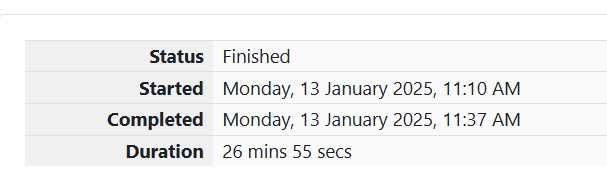 Status Finished
Started Monday, 13 January 2025, 11:10 AM
Completed Monday, 13 January 2025, 11:37 AM
Duration 26 mins 55 secs